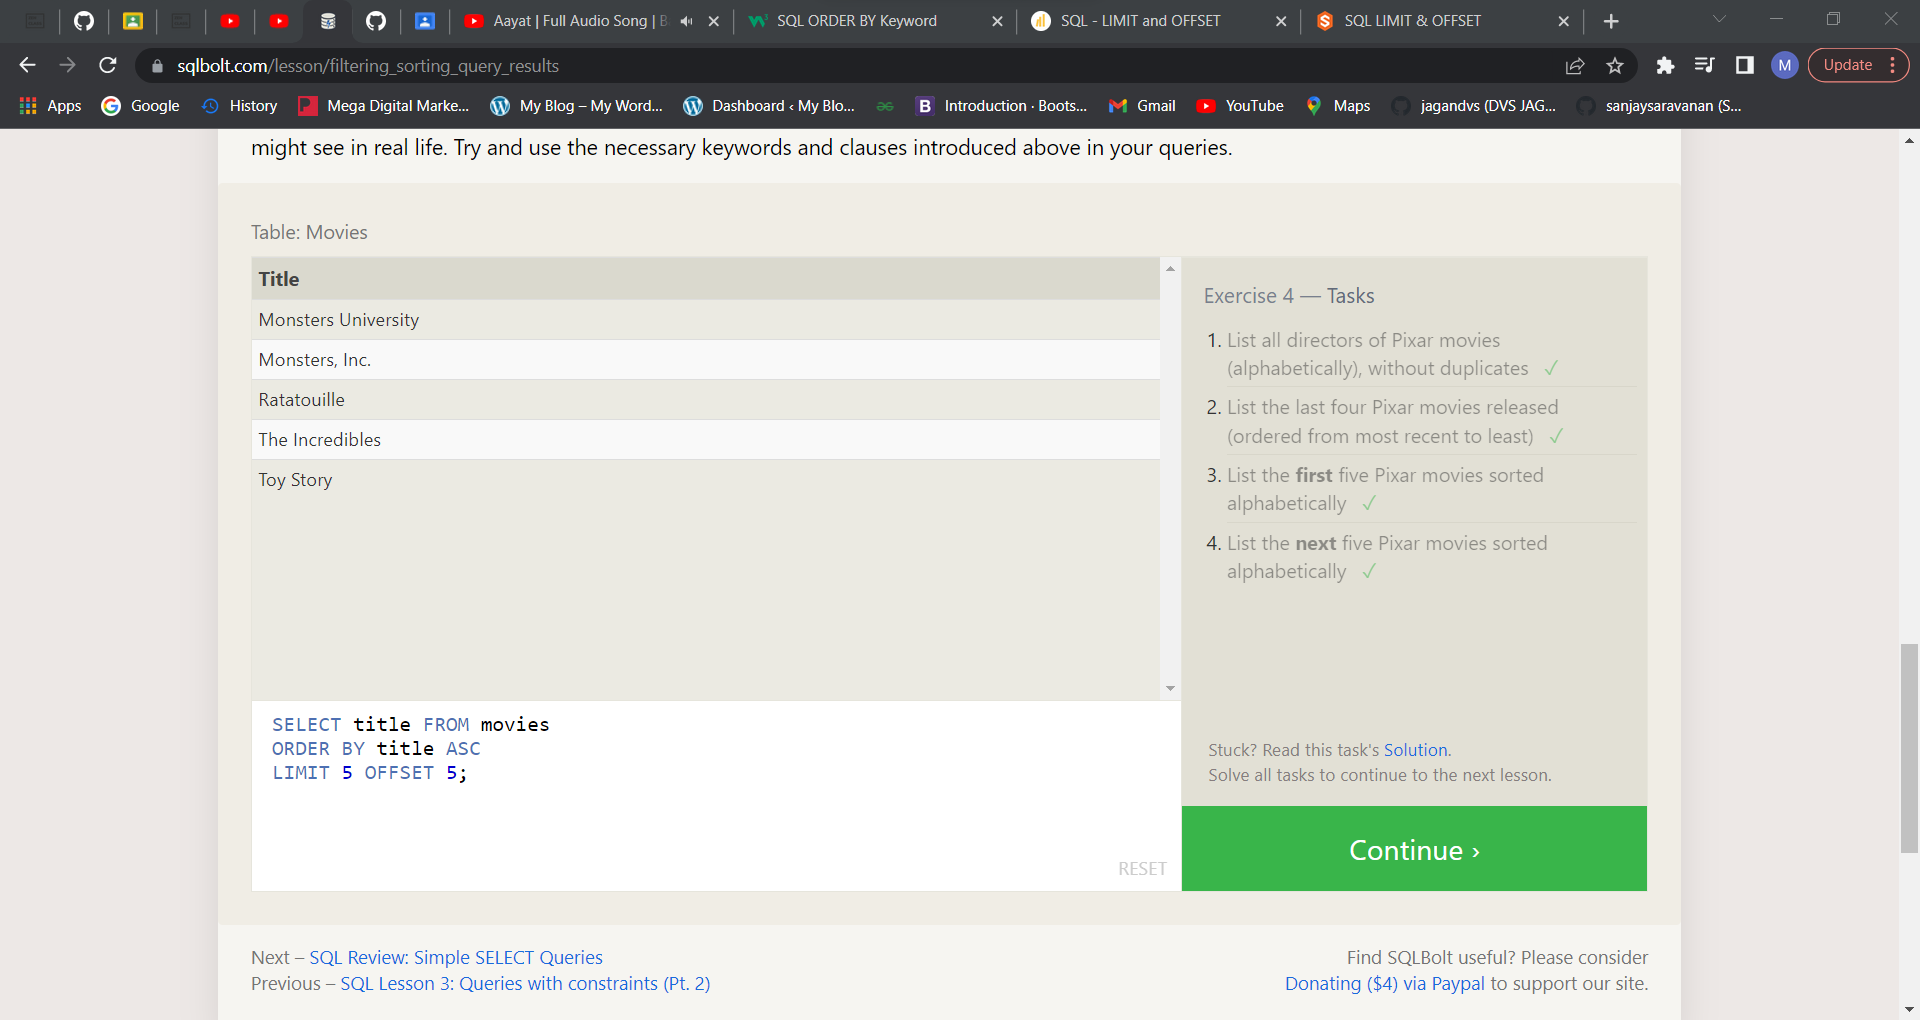 Aayat | Full Audio Song | B
SQL ORDER BY Keyword
SQL - LIMIT and OFFSET
SQL LIMIT & OFFSET
sqlbolt.com/lesson/filtering_sorting_query_results
M
Update
Apps
Google
History
Mega Digital Marke...
My Blog – My Word...
Dashboard ‹ My Blo...
Introduction · Boots...
Gmail
YouTube
Maps
jagandvs (DVS JAG...
sanjaysaravanan (S...
might see in real life. Try and use the necessary keywords and clauses introduced above in your queries.
Table: Movies
Title
Monsters University
Monsters, Inc.
Ratatouille
The Incredibles
Toy Story
SELECT title FROM movies
ORDER BY title ASC
LIMIT 5 OFFSET 5;
RESET
Exercise 4 — Tasks
1. List all directors of Pixar movies
(alphabetically), without duplicates ✓
2. List the last four Pixar movies released
(ordered from most recent to least) ✓
3. List the first five Pixar movies sorted
alphabetically ✓
4. List the next five Pixar movies sorted
alphabetically ✓
Stuck? Read this task's Solution.
Solve all tasks to continue to the next lesson.
Continue ›
Next – SQL Review: Simple SELECT Queries
Previous – SQL Lesson 3: Queries with constraints (Pt. 2)
Find SQLBolt useful? Please consider
Donating ($4) via Paypal to support our site.